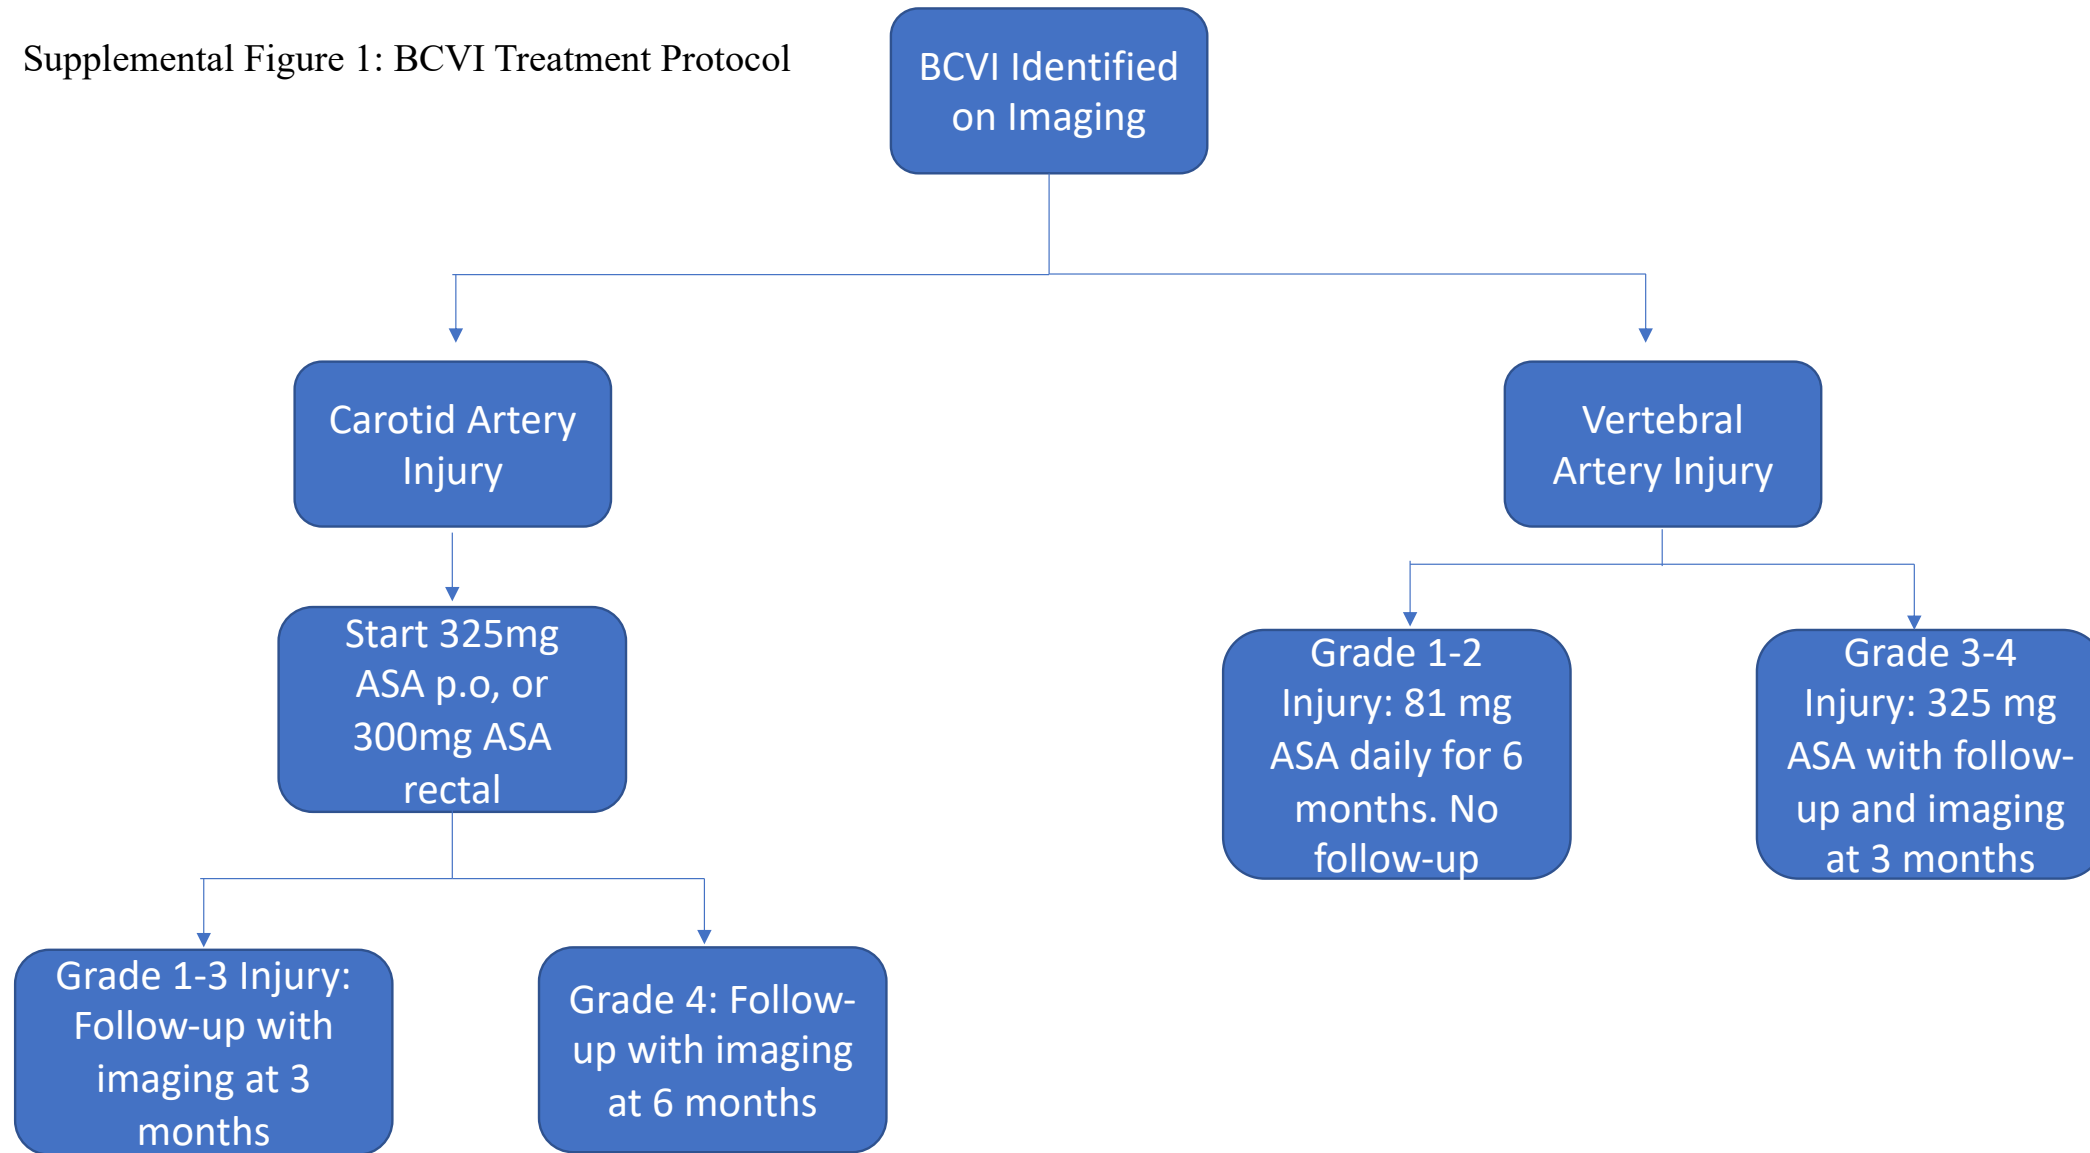 Supplemental Figure 1: BCVI Treatment Protocol
BCVI Identified
on Imaging
Carotid Artery
Injury
Vertebral
Artery Injury
Start 325mg
ASA p.o, or
300mg ASA
rectal
Grade 1-2
Injury: 81 mg
ASA daily for 6
months. No
follow-up
Grade 3-4
Injury: 325 mg
ASA with follow-
up and imaging
at 3 months
Grade 1-3 Injury:
Follow-up with
imaging at 3
months
Grade 4: Follow-
up with imaging
at 6 months